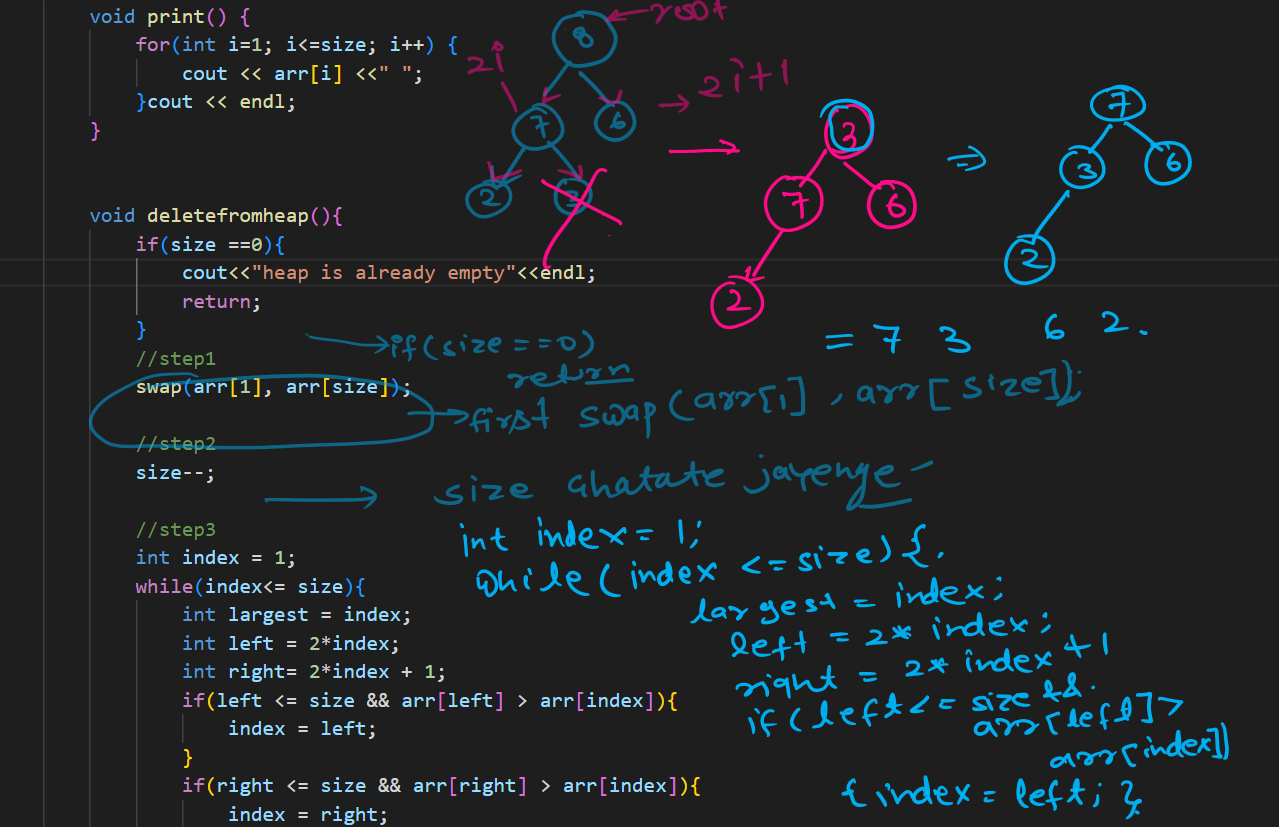 void print() {
for(int i=1; i<=size; i++) {
cout << arr[i] <<" ";
}cout << endl;
}
void deletefromheap(){
if(size ==0){
cout<<"heap is already empty"<<endl;
return;
}
//step1
swap(arr[1], arr[size]);
//step2
size--;
//step3
int index = 1;
while(index<= size){
int largest = index;
int left = 2*index;
int right= 2*index + 1;
if(left <= size && arr[left] > arr[index]){
index = left;
}
if(right <= size && arr[right] > arr[index]){
index = right;
root
8
2i
2i+1
7 6
2 3
3
7 6
2
7
3 6
2
= 7 3 6 2.
if(size==0)
return
first swap(arr[i], arr[size]);
size ghatate jayenge
int index = 1;
while(index <=size){
largest = index;
left = 2* index;
right = 2* index +1
if(left <= size &&
arr[left] >
arr[index])
{index = left; }